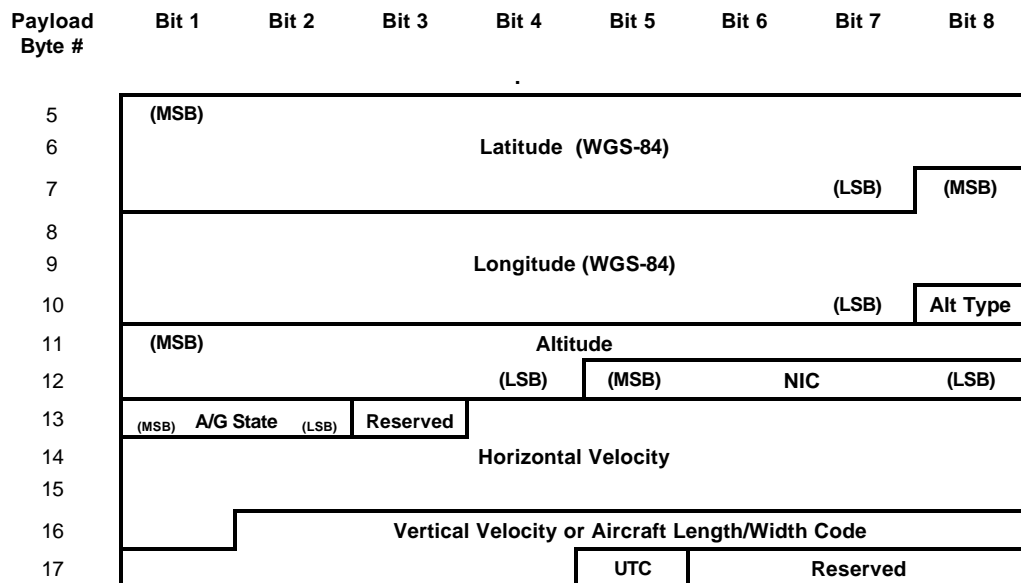 Payload Byte # Bit 1 Bit 2 Bit 3 Bit 4 Bit 5 Bit 6 Bit 7 Bit 8
.
5 (MSB)
6 Latitude (WGS-84)
7 (LSB) (MSB)
8
9 Longitude (WGS-84)
10 (LSB) Alt Type
11 (MSB) Altitude
12 (LSB) (MSB) NIC (LSB)
13 (MSB) A/G State (LSB) Reserved
14 Horizontal Velocity
15
16 Vertical Velocity or Aircraft Length/Width Code
17 UTC Reserved